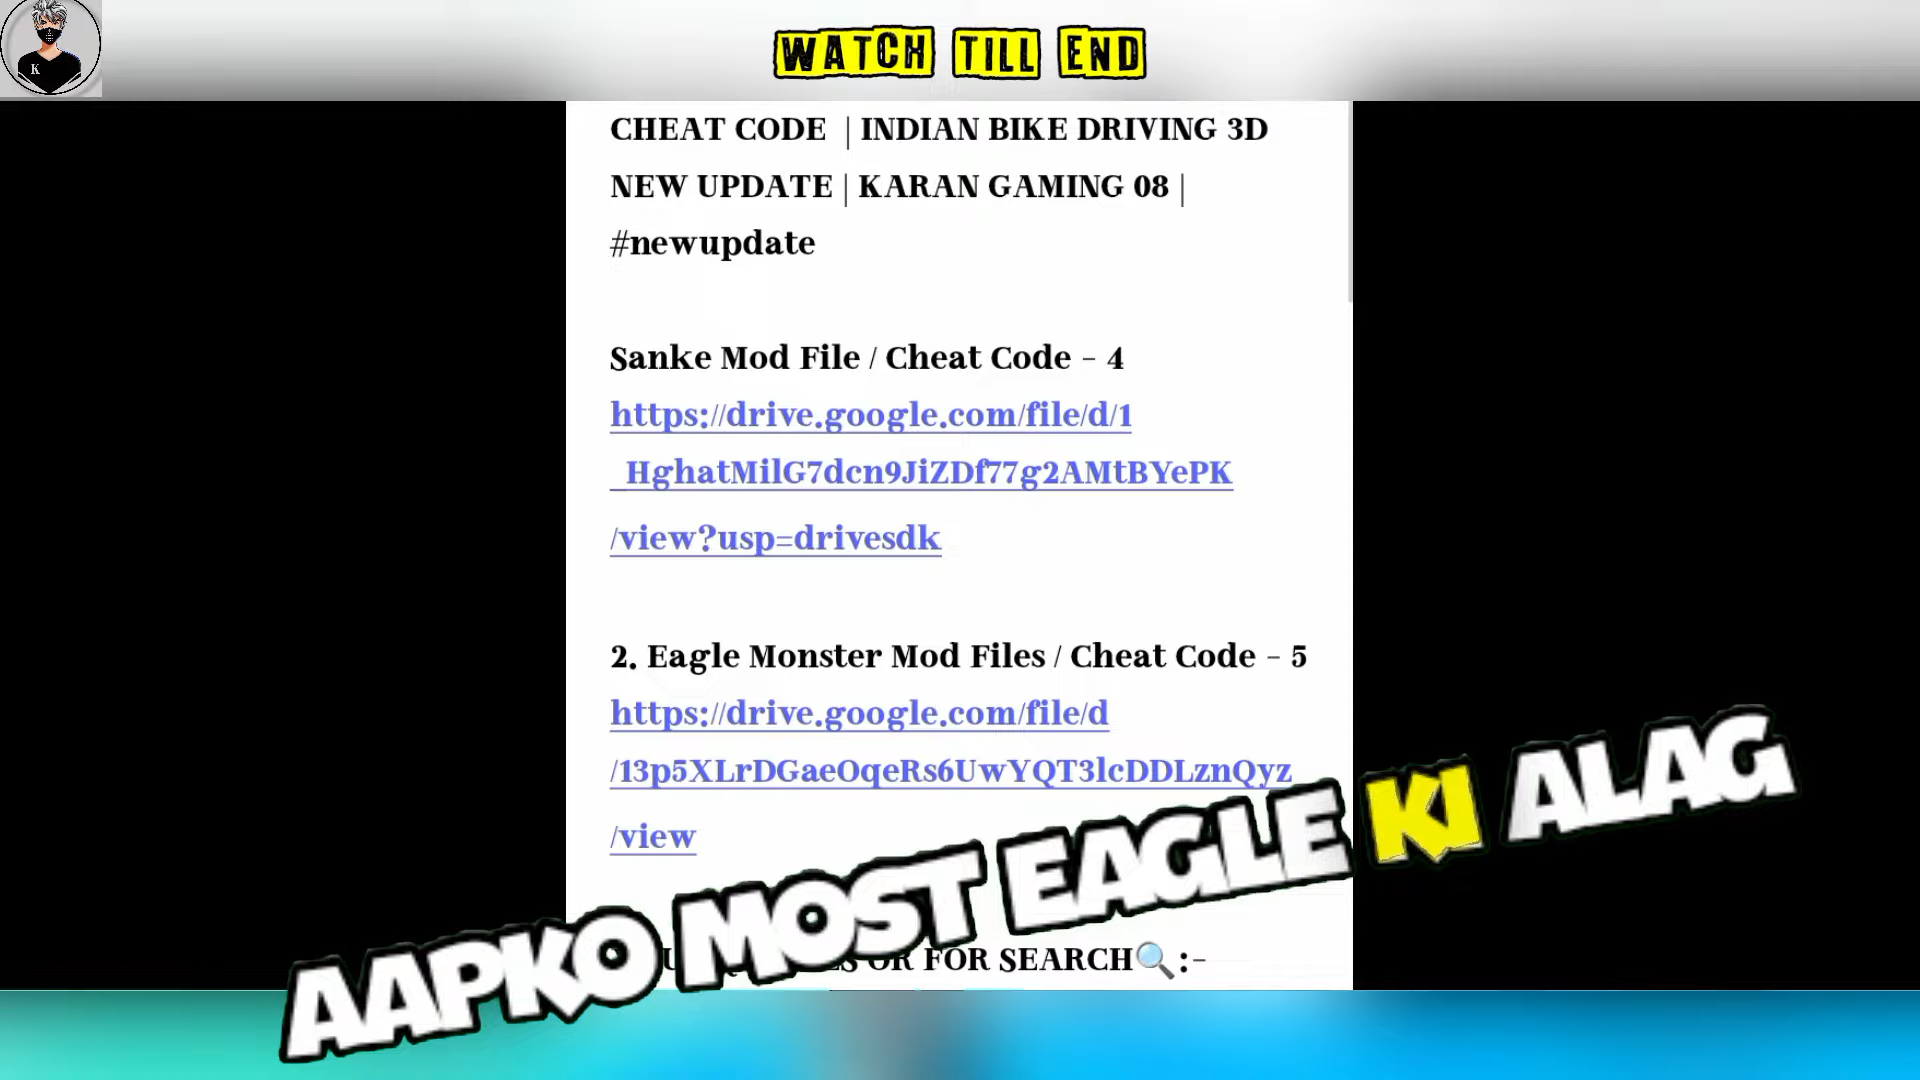 WATCH TILL END
K
CHEAT CODE | INDIAN BIKE DRIVING 3D
NEW UPDATE | KARAN GAMING 08 |
#newupdate
Sanke Mod File / Cheat Code - 4
https://drive.google.com/file/d/1
_HghatMilG7dcn9JiZDf77g2AMtBYePK
/view?usp=drivesdk
2. Eagle Monster Mod Files / Cheat Code - 5
https://drive.google.com/file/d
/13p5XLrDGaeOqeRs6UwYQT3lcDDLznQyz
/view
OR FOR SEARCH🔍:-
AAPKO MOST EAGLE KI ALAG